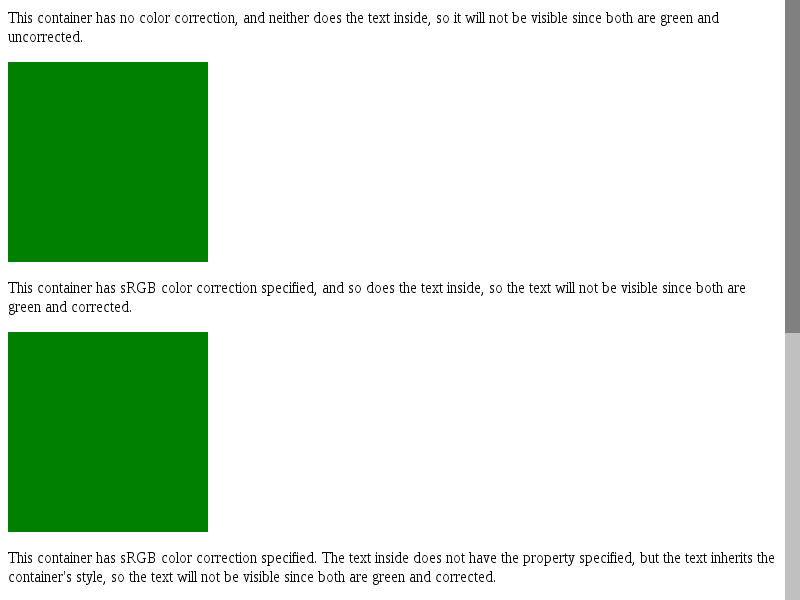 This container has no color correction, and neither does the text inside, so it will not be visible since both are green and
uncorrected.
This container has sRGB color correction specified, and so does the text inside, so the text will not be visible since both are
green and corrected.
This container has sRGB color correction specified. The text inside does not have the property specified, but the text inherits the
container's style, so the text will not be visible since both are green and corrected.